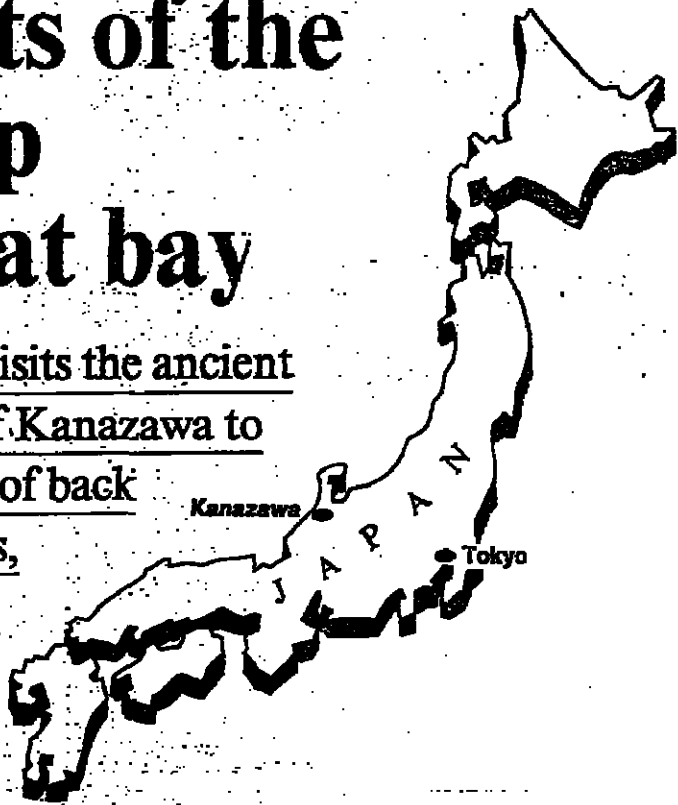 ts of the
p
at bay
isits the ancient
f Kanazawa to
of back
s,
Kanazawa
JAPAN
Tokyo